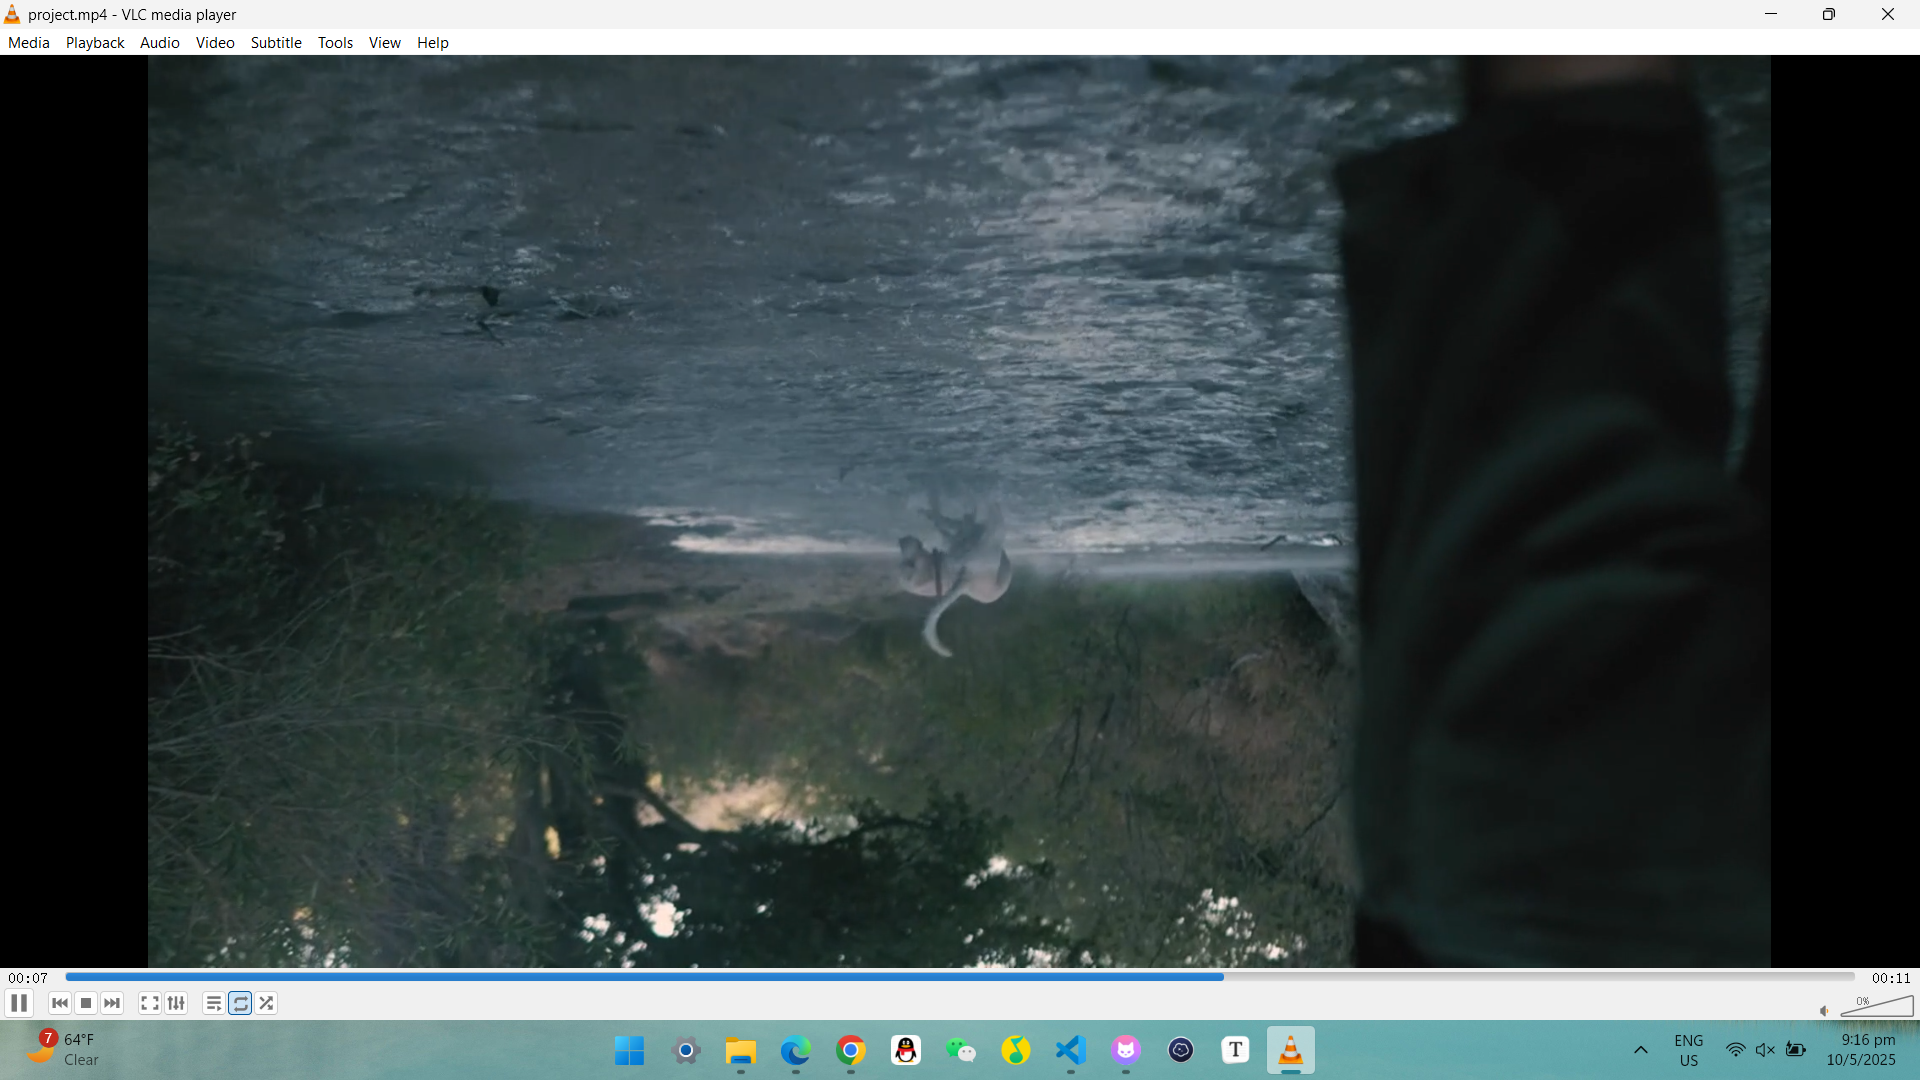 project.mp4 - VLC media player
Media Playback Audio Video Subtitle Tools View Help
00:07
00:11
0%
7
64°F
Clear
T
ENG
US
9:16 pm
10/5/2025